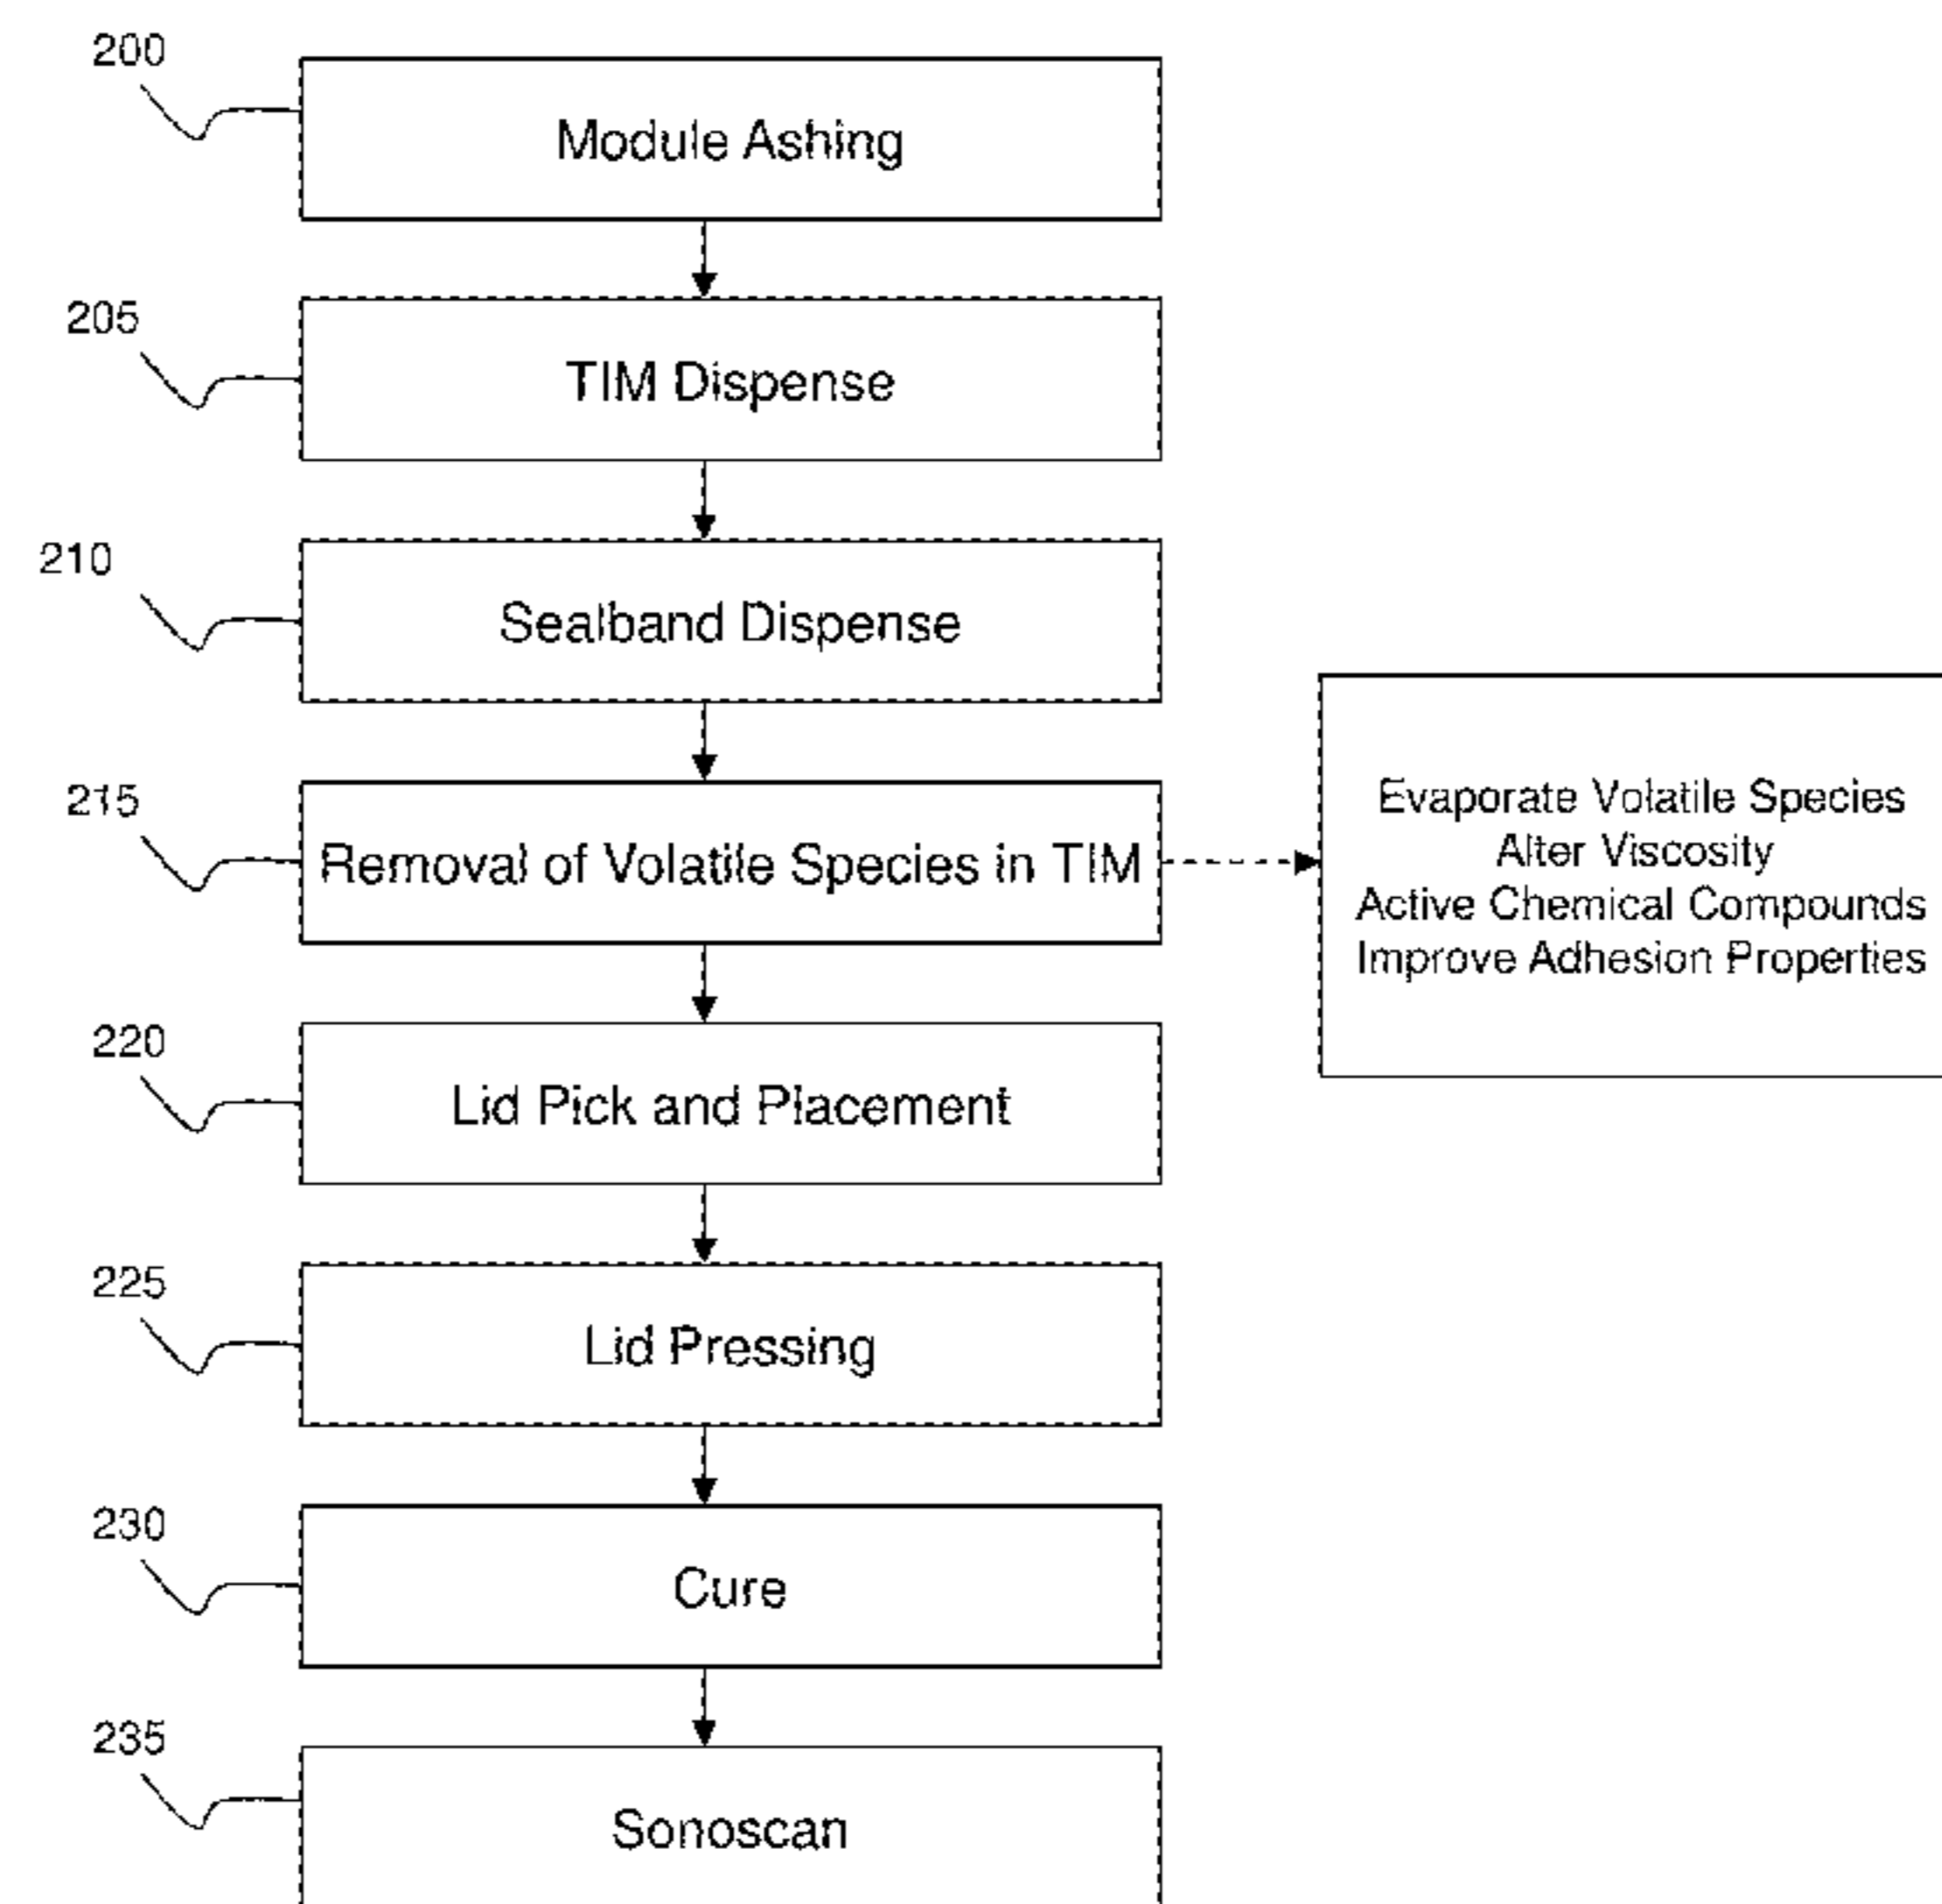 200
Module Ashing
205
TIM Dispense
210
Sealband Dispense
215
Removal of Volatile Species in TIM
Evaporate Volatile Species
Alter Viscosity
Active Chemical Compounds
Improve Adhesion Properties
220
Lid Pick and Placement
225
Lid Pressing
230
Cure
235
Sonoscan